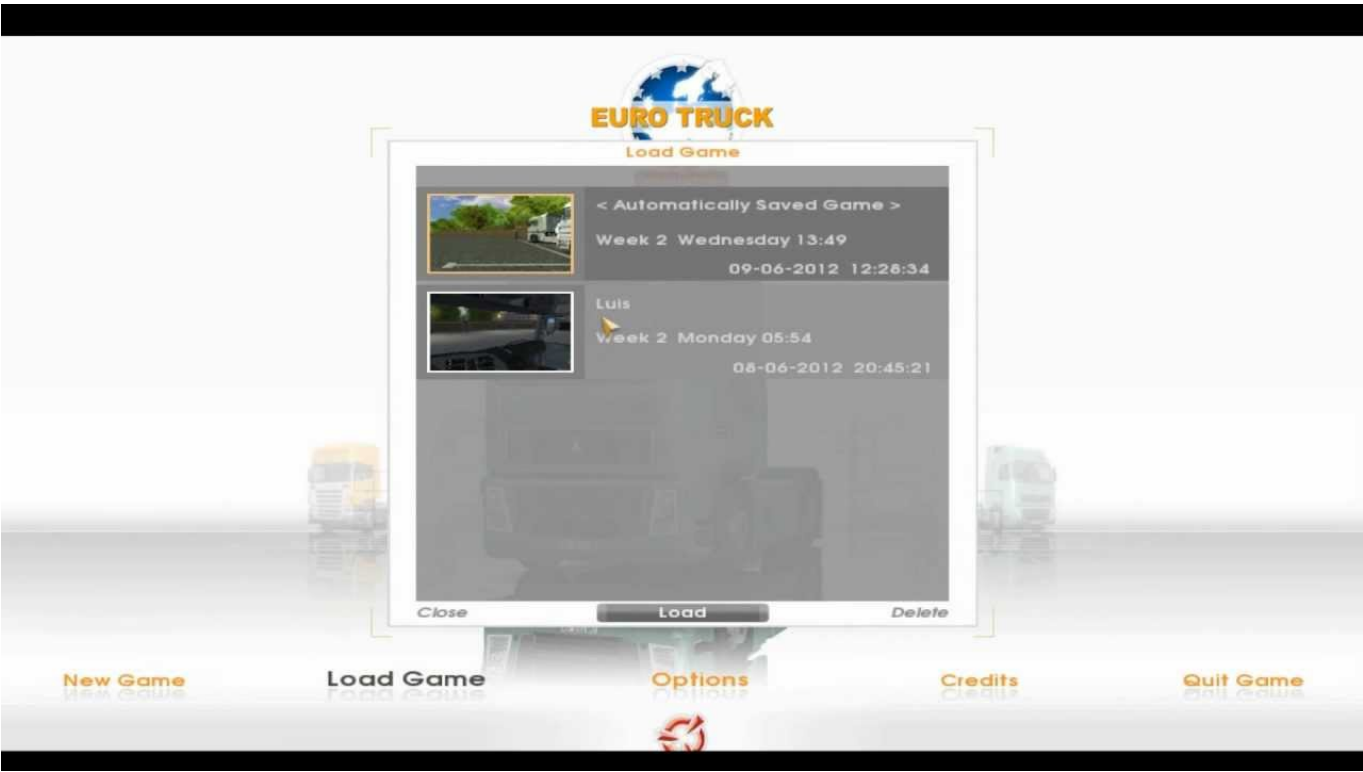 EURO TRUCK
Load Game
< Automatically Saved Game >
Week 2 Wednesday 13:49
09-06-2012 12:28:34
Luis
Week 2 Monday 05:54
08-06-2012 20:45:21
Close Load Delete
New Game Load Game Options Credits Quit Game